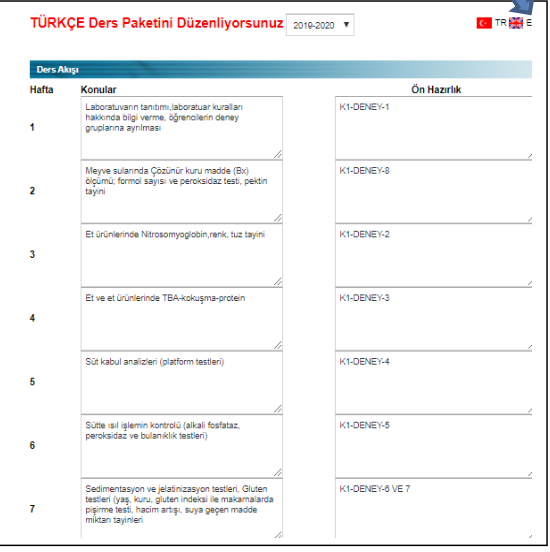 TÜRKÇE Ders Paketini Düzenliyorsunuz 2019-2020 TR E
Ders Akışı
Hafta Konular Ön Hazırlık
Laboratuvarın tanıtımı,laboratuar kuralları
hakkında bilgi verme, öğrencilerin deney
gruplarına ayrılması
K1-DENEY-1
1
Meyve sularında Çözünür kuru madde (Bx)
ölçümü; formol sayısı ve peroksidaz testi, pektin
tayini
K1-DENEY-8
2
Et ürünlerinde Nitrosomyoglobin,renk, tuz tayini
K1-DENEY-2
3
Et ve et ürünlerinde TBA-kokuşma-protein
K1-DENEY-3
4
Süt kabul analizleri (platform testleri)
K1-DENEY-4
5
Sütte ısıl işlemin kontrolü (alkali fosfataz,
peroksidaz ve bulanıklık testleri)
K1-DENEY-5
6
Sedimentasyon ve jelatinizasyon testleri, Gluten
testleri (yaş, kuru, gluten indeksi ile makarnalarda
pişirme testi, hacim artışı, suya geçen madde
miktarı tayinleri
K1-DENEY-6 VE 7
7